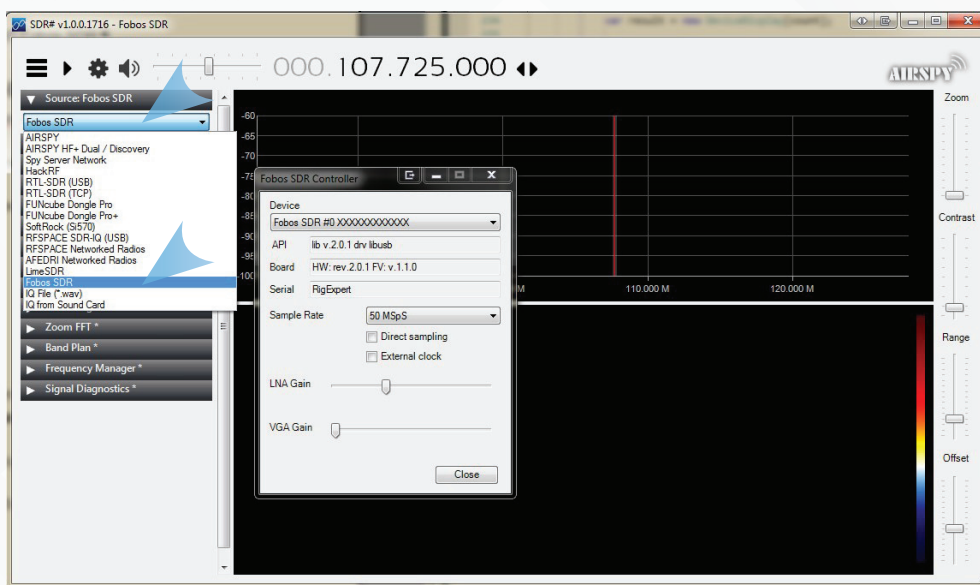 SDR# v1.0.0.1716 - Fobos SDR
000.107.725.000
AIRSPY
Source: Fobos SDR
Fobos SDR
AIRSPY
AIRSPY HF+ Dual / Discovery
Spy Server Network
HackRF
RTL-SDR (USB)
RTL-SDR (TCP)
FUNcube Dongle Pro
FUNcube Dongle Pro+
SoftRock (Si570)
RFSPACE SDR-IQ (USB)
RFSPACE Networked Radios
AFEDRI Networked Radios
LimeSDR
Fobos SDR
IQ File (*.wav)
IQ from Sound Card
Zoom FFT *
Band Plan *
Frequency Manager *
Signal Diagnostics *
-60
-65
-70
-75
-80
-85
-90
-95
-100
M
110.000 M
120.000 M
Fobos SDR Controller
Device
Fobos SDR #0 XXXXXXXXXXXX
API lib v.2.0.1 drv libusb
Board HW: rev.2.0.1 FV: v.1.1.0
Serial RigExpert
Sample Rate 50 MSpS
Direct sampling
External clock
LNA Gain
VGA Gain
Close
Zoom
Contrast
Range
Offset